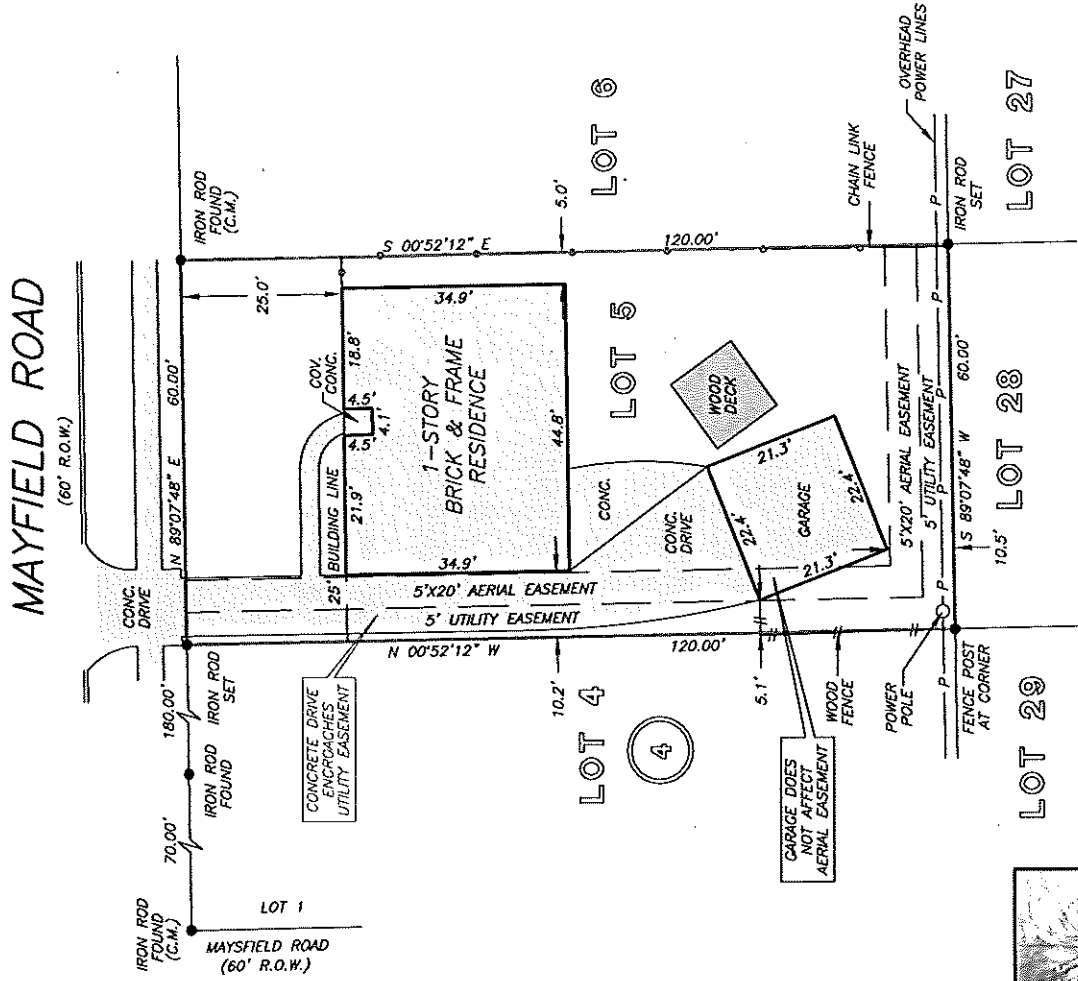 MAYFIELD ROAD
(60' R.O.W.)
CONC.
DRIVE
N 89°07'48" E
60.00'
IRON ROD
FOUND
(C.M.)
180.00'
IRON ROD
SET
70.00'
IRON ROD
FOUND
IRON ROD
FOUND
(C.M.)
LOT 1
MAYSFIELD ROAD
(60' R.O.W.)
25.0'
25'
BUILDING LINE
COV.
CONC.
4.5'
4.1'
4.5'
18.8'
21.9'
34.9'
34.9'
44.8'
1-STORY
BRICK & FRAME
RESIDENCE
S 00°52'12" E
120.00'
5.0'
LOT 6
LOT 5
5'X20' AERIAL EASEMENT
5' UTILITY EASEMENT
N 00°52'12" W
120.00'
CONCRETE DRIVE
ENCROACHES
UTILITY EASEMENT
10.2'
LOT 4
4
CONC.
CONC.
DRIVE
WOOD
DECK
GARAGE
22.4'
21.3'
22.4'
21.3'
5.1'
GARAGE DOES
NOT AFFECT
AERIAL EASEMENT
WOOD
FENCE
POWER
POLE
CHAIN LINK
FENCE
OVERHEAD
POWER LINES
5'X20' AERIAL EASEMENT
5' UTILITY EASEMENT
P
P
P
P
P
P
P
S 89°07'48" W
60.00'
10.5'
IRON ROD
SET
FENCE POST
AT CORNER
LOT 29
LOT 28
LOT 27